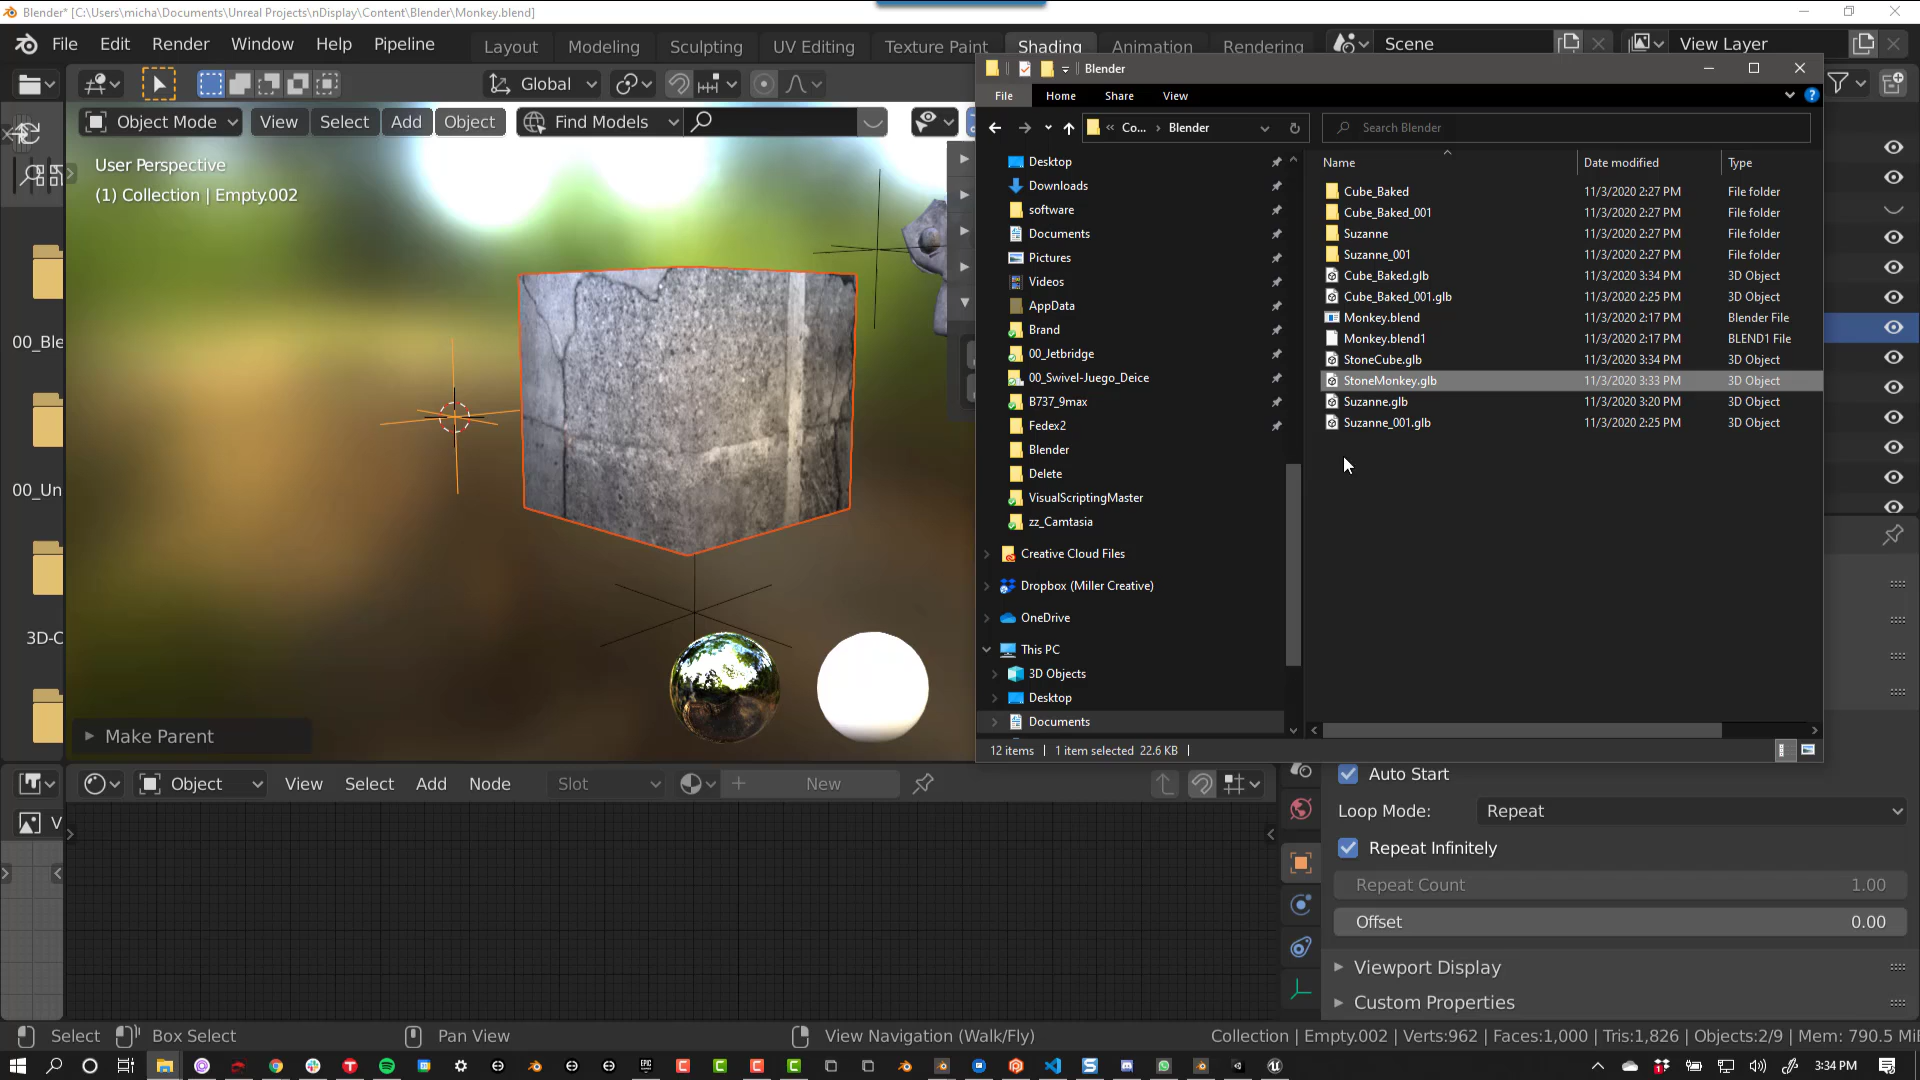 Blender* [C:\Users\micha\Documents\Unreal Projects\nDisplay\Content\Blender\Monkey.blend]
File Edit Render Window Help Pipeline
Layout Modeling Sculpting UV Editing Texture Paint Shading Animation Rendering
Scene
View Layer
Global
Object Mode
View Select Add Object
Find Models
User Perspective
(1) Collection | Empty.002
00_Ble
00_Un
3D-C
Make Parent
Blender
File Home Share View
Co... Blender
Search Blender
Desktop
Downloads
software
Documents
Pictures
Videos
AppData
Brand
00_Jetbridge
00_Swivel-Juego_Deice
B737_9max
Fedex2
Blender
Delete
VisualScriptingMaster
zz_Camtasia
Creative Cloud Files
Dropbox (Miller Creative)
OneDrive
This PC
3D Objects
Desktop
Documents
Name Date modified Type
Cube_Baked 11/3/2020 2:27 PM File folder
Cube_Baked_001 11/3/2020 2:27 PM File folder
Suzanne 11/3/2020 2:27 PM File folder
Suzanne_001 11/3/2020 2:27 PM File folder
Cube_Baked.glb 11/3/2020 3:34 PM 3D Object
Cube_Baked_001.glb 11/3/2020 2:25 PM 3D Object
Monkey.blend 11/3/2020 2:17 PM Blender File
Monkey.blend1 11/3/2020 2:17 PM BLEND1 File
StoneCube.glb 11/3/2020 3:34 PM 3D Object
StoneMonkey.glb 11/3/2020 3:33 PM 3D Object
Suzanne.glb 11/3/2020 3:20 PM 3D Object
Suzanne_001.glb 11/3/2020 2:25 PM 3D Object
12 items 1 item selected 22.6 KB
Object View Select Add Node Slot New
V
Auto Start
Loop Mode: Repeat
Repeat Infinitely
Repeat Count 1.00
Offset 0.00
Viewport Display
Custom Properties
Select Box Select Pan View View Navigation (Walk/Fly)
Collection | Empty.002 | Verts:962 | Faces:1,000 | Tris:1,826 | Objects:2/9 | Mem: 790.5 Mi
3:34 PM